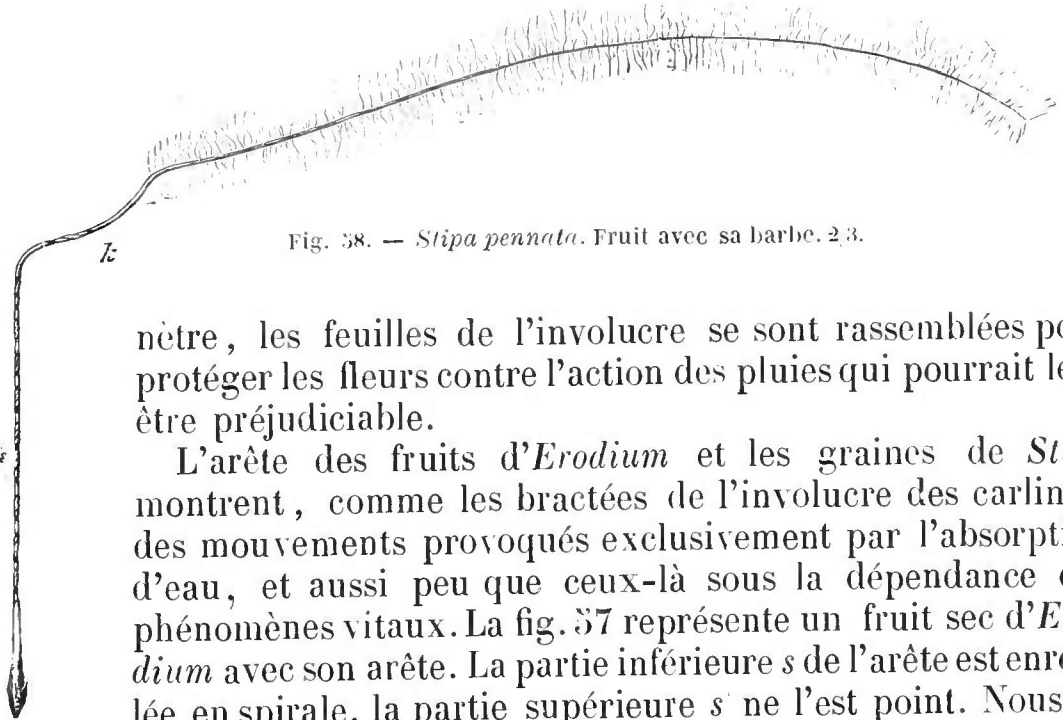 Fig. 58. — Stipa pennata. Fruit avec sa barbe. 2/3.
k
nètre, les feuilles de l'involucre se sont rassemblées po
protéger les fleurs contre l'action des pluies qui pourrait le
être préjudiciable.
L'arête des fruits d'Erodium et les graines de St
montrent, comme les bractées de l'involucre des carlin
des mouvements provoqués exclusivement par l'absorpti
d'eau, et aussi peu que ceux-là sous la dépendance
phénomènes vitaux. La fig. 57 représente un fruit sec d'E
dium avec son arête. La partie inférieure s de l'arête est enro
lée en spirale, la partie supérieure s' ne l'est point. Nous